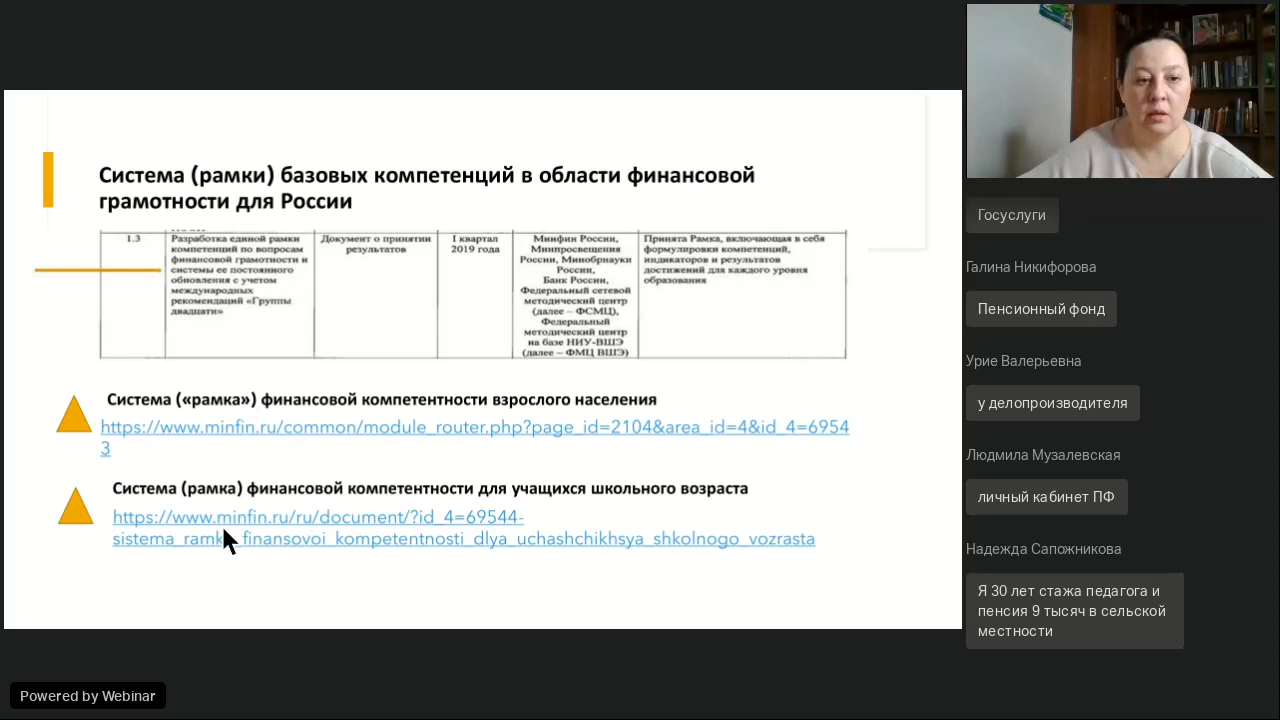 Система (рамки) базовых компетенций в области финансовой
грамотности для России
1.3
Разработка единой рамки
компетенций по вопросам
финансовой грамотности и
системы ее постоянного
обновления с учетом
международных
рекомендаций «Группы
двадцати»
Документ о принятии
результатов
I квартал
2019 года
Минфин России,
Минпросвещения
России, Минобрнауки
России,
Банк России,
Федеральный сетевой
методический центр
(далее – ФСМЦ),
Федеральный
методический центр
на базе НИУ-ВШЭ
(далее – ФМЦ ВШЭ)
Принята Рамка, включающая в себя
формулировки компетенций,
индикаторов и результатов
достижений для каждого уровня
образования
Система («рамка») финансовой компетентности взрослого населения
https://www.minfin.ru/common/module_router.php?page_id=2104&area_id=4&id_4=6954
3
Система (рамка) финансовой компетентности для учащихся школьного возраста
https://www.minfin.ru/ru/document/?id_4=69544-
sistema_ramk finansovoi_kompetentnosti_dlya_uchashchikhsya_shkolnogo_vozrasta
Госуслуги
Галина Никифорова
Пенсионный фонд
Урие Валерьевна
у делопроизводителя
Людмила Музалевская
личный кабинет ПФ
Надежда Сапожникова
Я 30 лет стажа педагога и
пенсия 9 тысяч в сельской
местности
Powered by Webinar